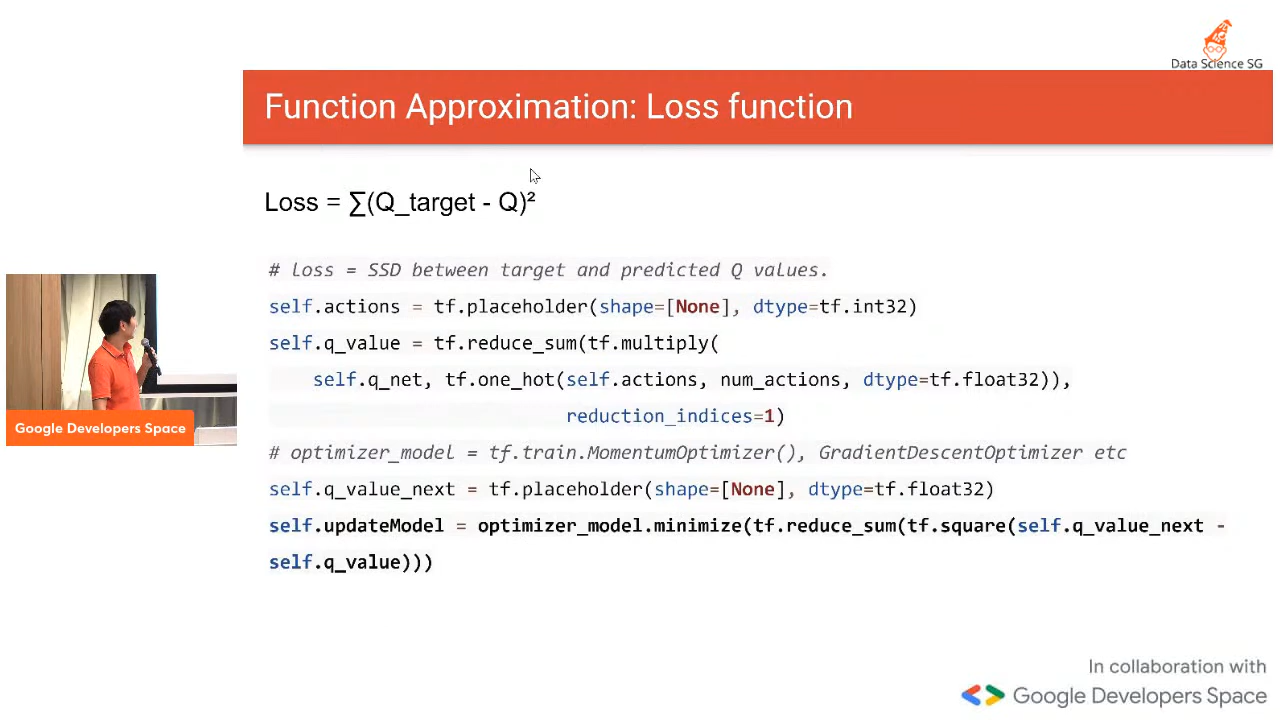 Data Science SG
Function Approximation: Loss function
Loss = ∑(Q_target - Q)²
# loss = SSD between target and predicted Q values.
self.actions = tf.placeholder(shape=[None], dtype=tf.int32)
self.q_value = tf.reduce_sum(tf.multiply(
self.q_net, tf.one_hot(self.actions, num_actions, dtype=tf.float32)),
reduction_indices=1)
# optimizer_model = tf.train.MomentumOptimizer(), GradientDescentOptimizer etc
self.q_value_next = tf.placeholder(shape=[None], dtype=tf.float32)
self.updateModel = optimizer_model.minimize(tf.reduce_sum(tf.square(self.q_value_next -
self.q_value)))
Google Developers Space
In collaboration with
Google Developers Space